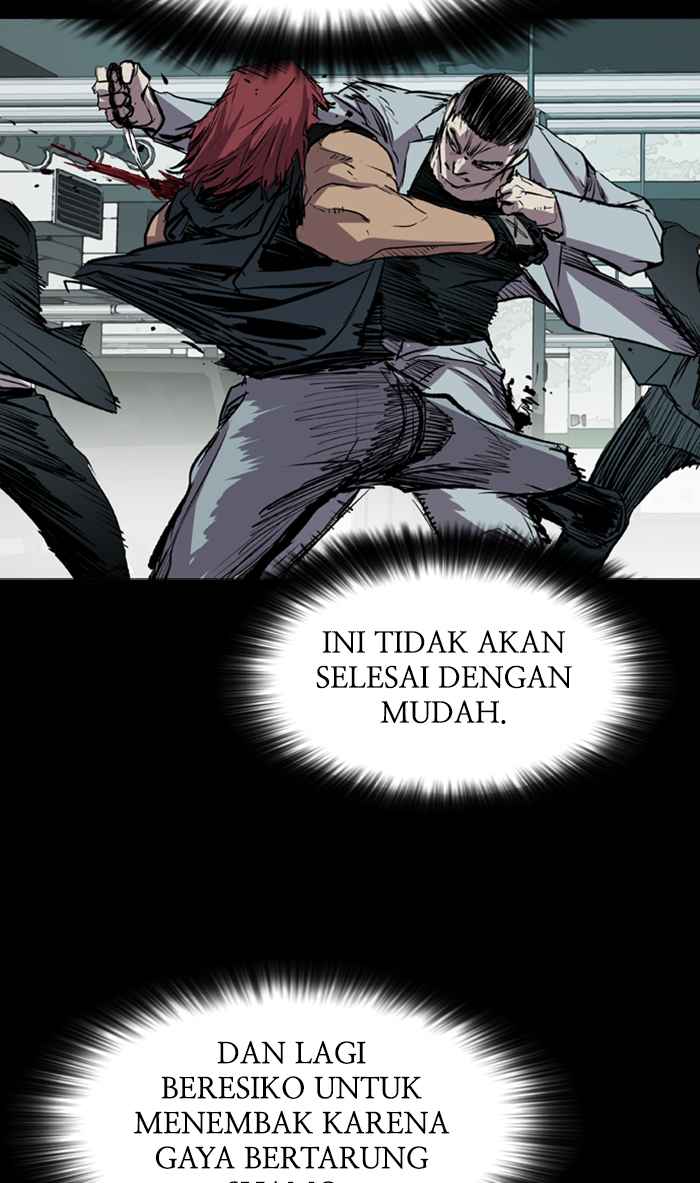 INI TIDAK AKAN
SELESAI DENGAN
MUDAH.
DAN LAGI
BERESIKO UNTUK
MENEMBAK KARENA
GAYA BERTARUNG